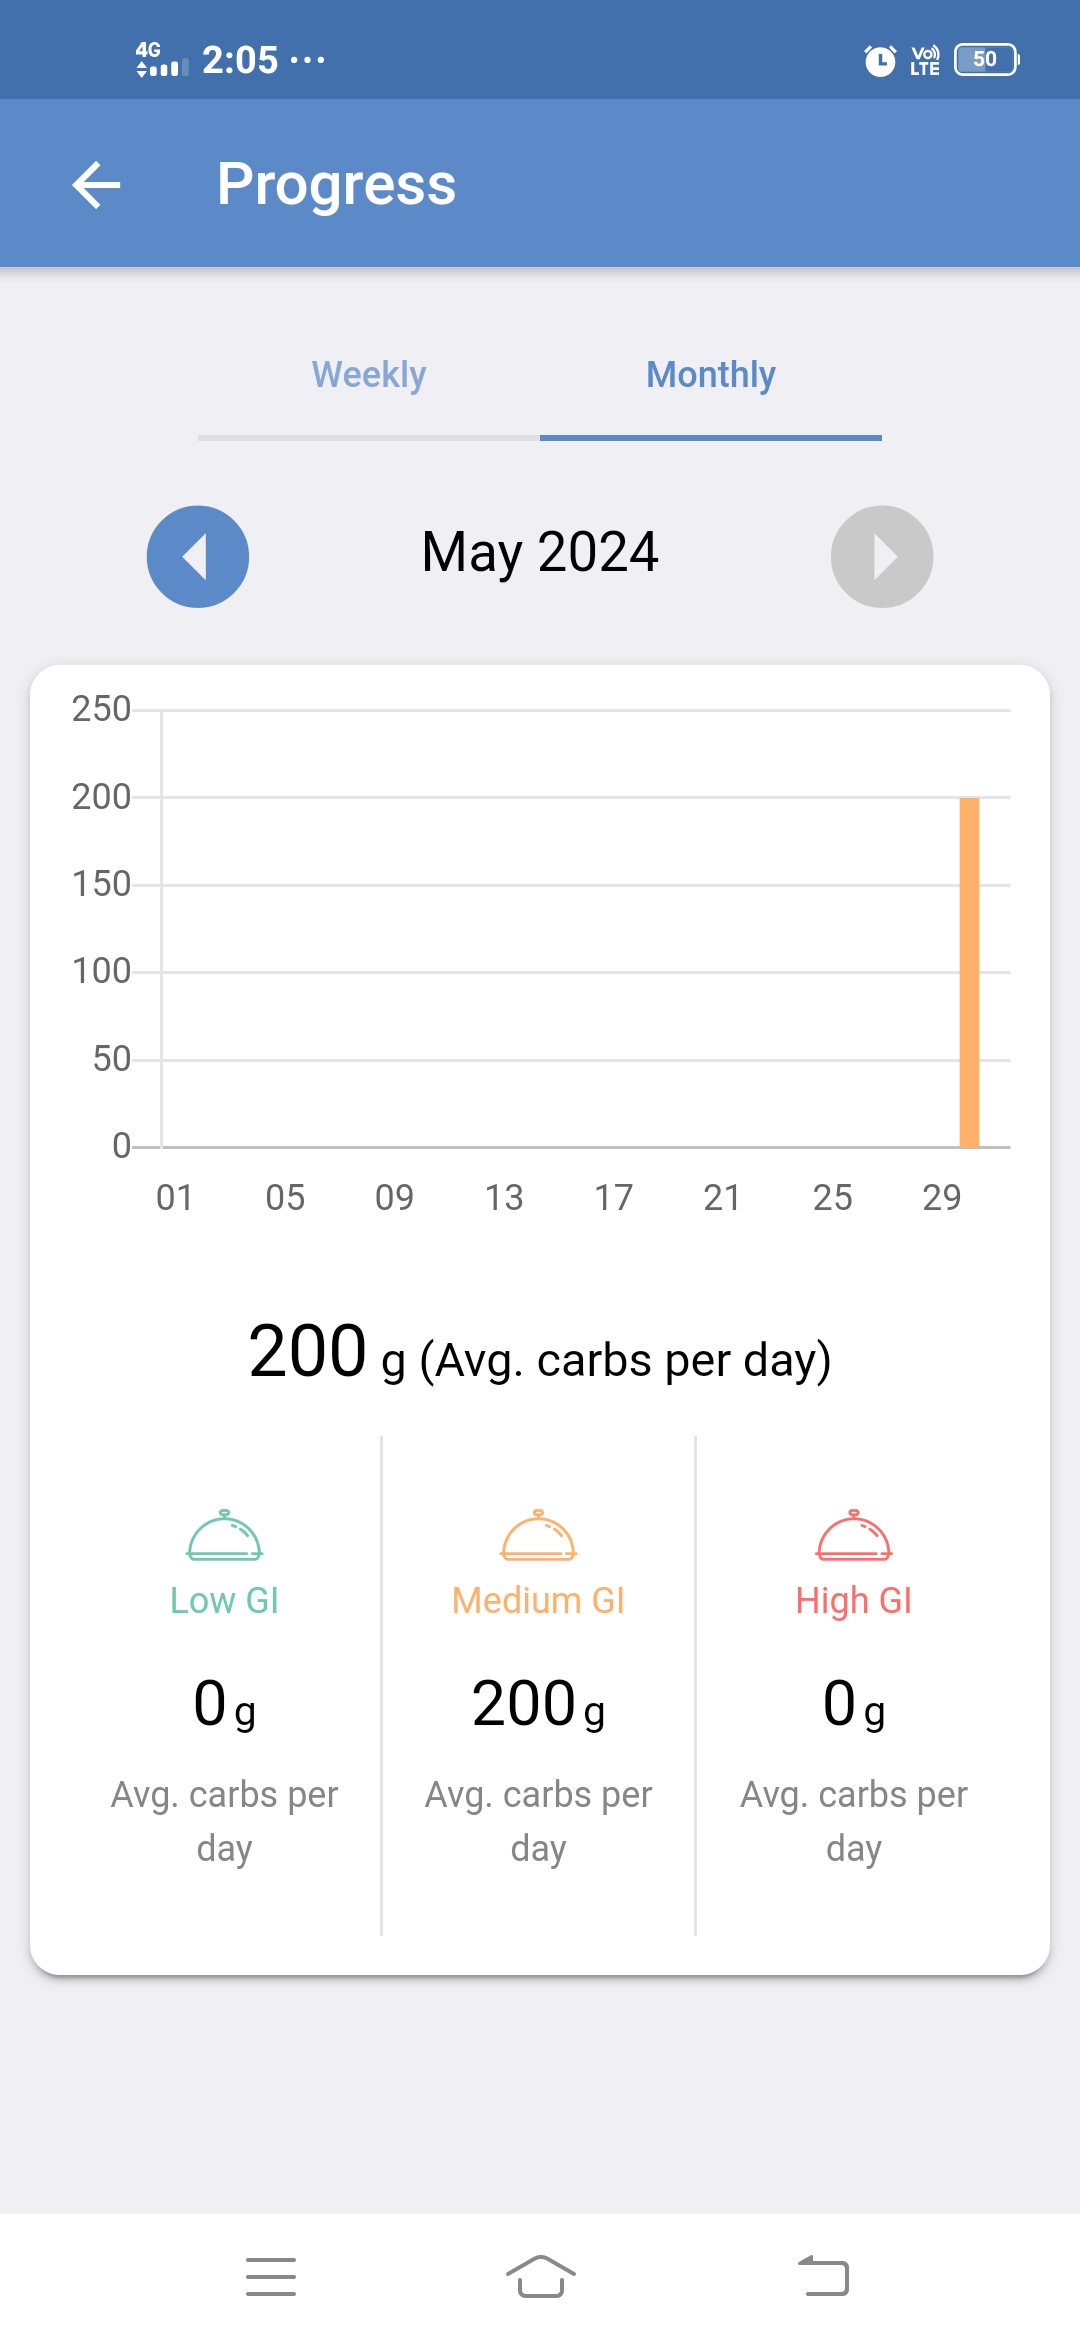 4G 2:05 ... VoLTE 50
Progress
Weekly Monthly
May 2024
250
200
150
100
50
0
01 05 09 13 17 21 25 29
200 g (Avg. carbs per day)
Low GI Medium GI High GI
0 g 200 g 0 g
Avg. carbs per Avg. carbs per Avg. carbs per
day day day